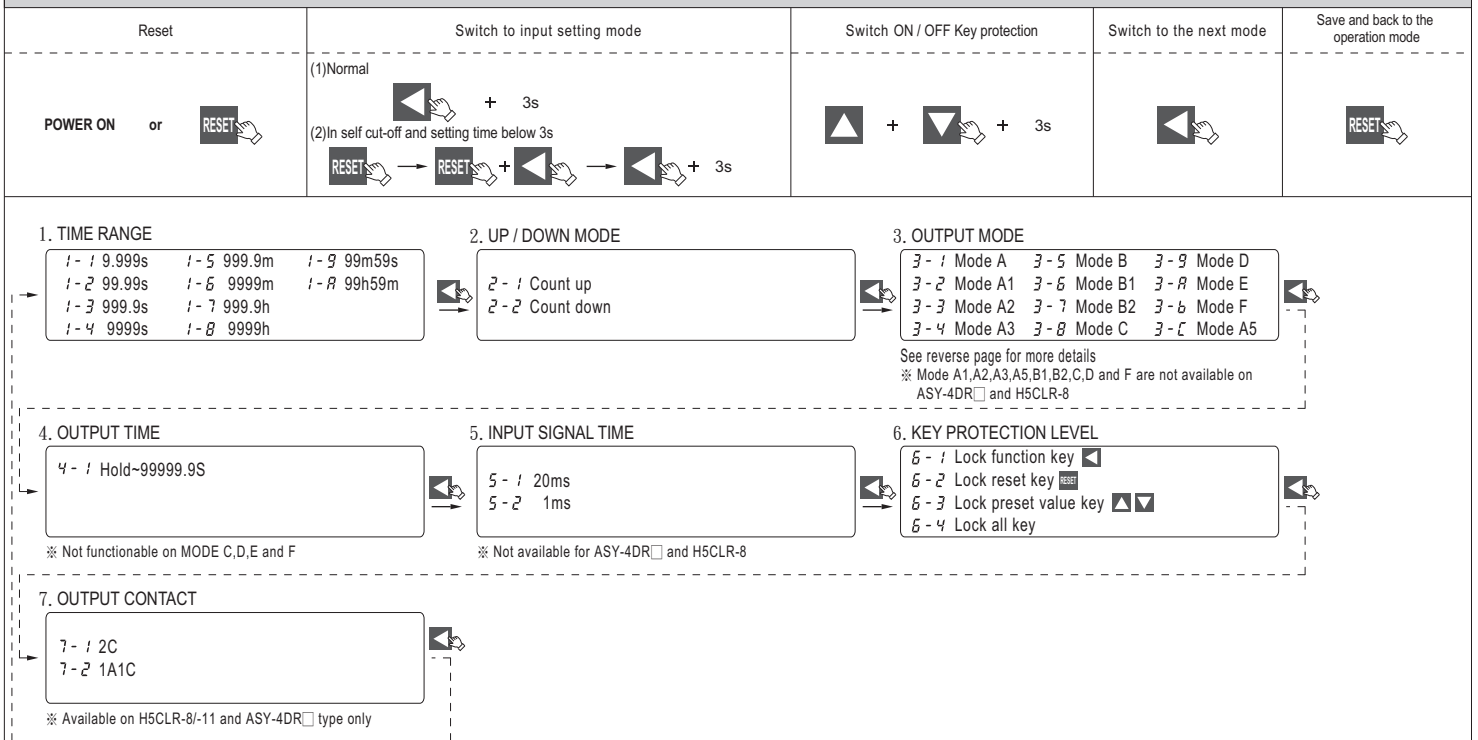 Reset
Switch to input setting mode
Switch ON / OFF Key protection
Switch to the next mode
Save and back to the
operation mode
POWER ON or RESET
(1)Normal
+ 3s
(2)In self cut-off and setting time below 3s
RESET → RESET + → + 3s
+ + 3s
RESET
1. TIME RANGE
1-1 9.999s 1-5 999.9m 1-9 99m59s
1-2 99.99s 1-6 9999m 1-A 99h59m
1-3 999.9s 1-7 999.9h
1-4 9999s 1-8 9999h
2. UP / DOWN MODE
2-1 Count up
2-2 Count down
3. OUTPUT MODE
3-1 Mode A 3-5 Mode B 3-9 Mode D
3-2 Mode A1 3-6 Mode B1 3-A Mode E
3-3 Mode A2 3-7 Mode B2 3-b Mode F
3-4 Mode A3 3-8 Mode C 3-C Mode A5
See reverse page for more details
※ Mode A1,A2,A3,A5,B1,B2,C,D and F are not available on
ASY-4DR□ and H5CLR-8
4. OUTPUT TIME
4-1 Hold~99999.9S
※ Not functionable on MODE C,D,E and F
5. INPUT SIGNAL TIME
5-1 20ms
5-2 1ms
※ Not available for ASY-4DR□ and H5CLR-8
6. KEY PROTECTION LEVEL
6-1 Lock function key
6-2 Lock reset key RESET
6-3 Lock preset value key
6-4 Lock all key
7. OUTPUT CONTACT
7-1 2C
7-2 1A1C
※ Available on H5CLR-8/-11 and ASY-4DR□ type only